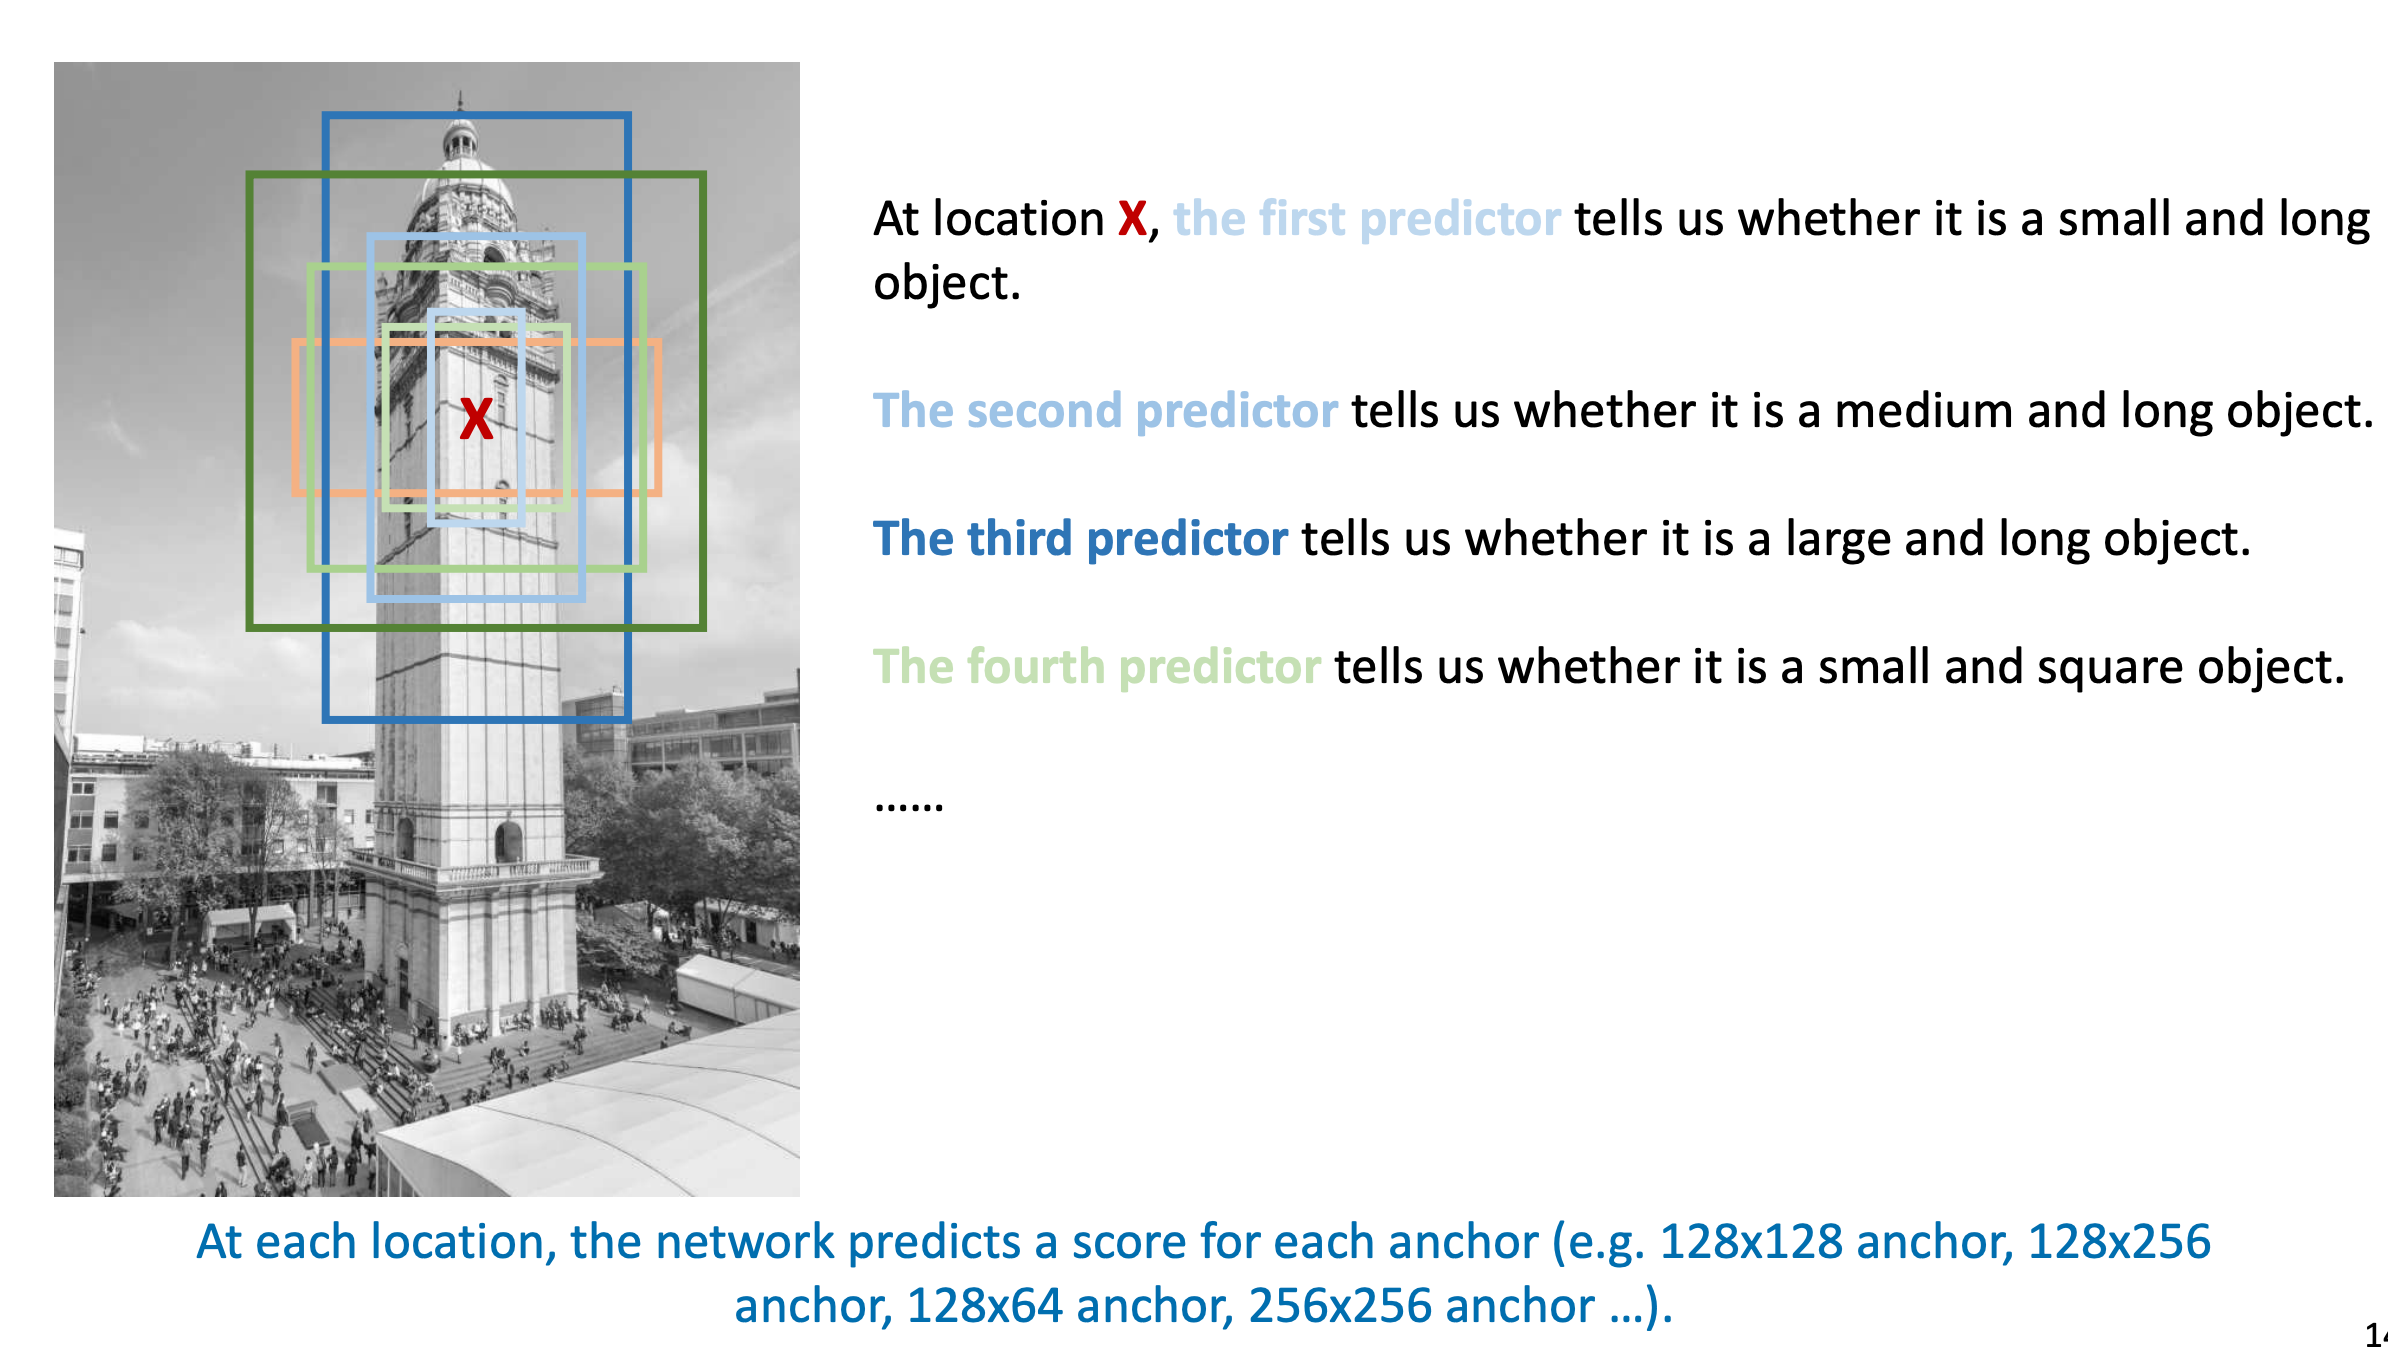 At location X, the first predictor tells us whether it is a small and long
object.
The second predictor tells us whether it is a medium and long object.
The third predictor tells us whether it is a large and long object.
The fourth predictor tells us whether it is a small and square object.
……
X
At each location, the network predicts a score for each anchor (e.g. 128x128 anchor, 128x256
anchor, 128x64 anchor, 256x256 anchor …).
14